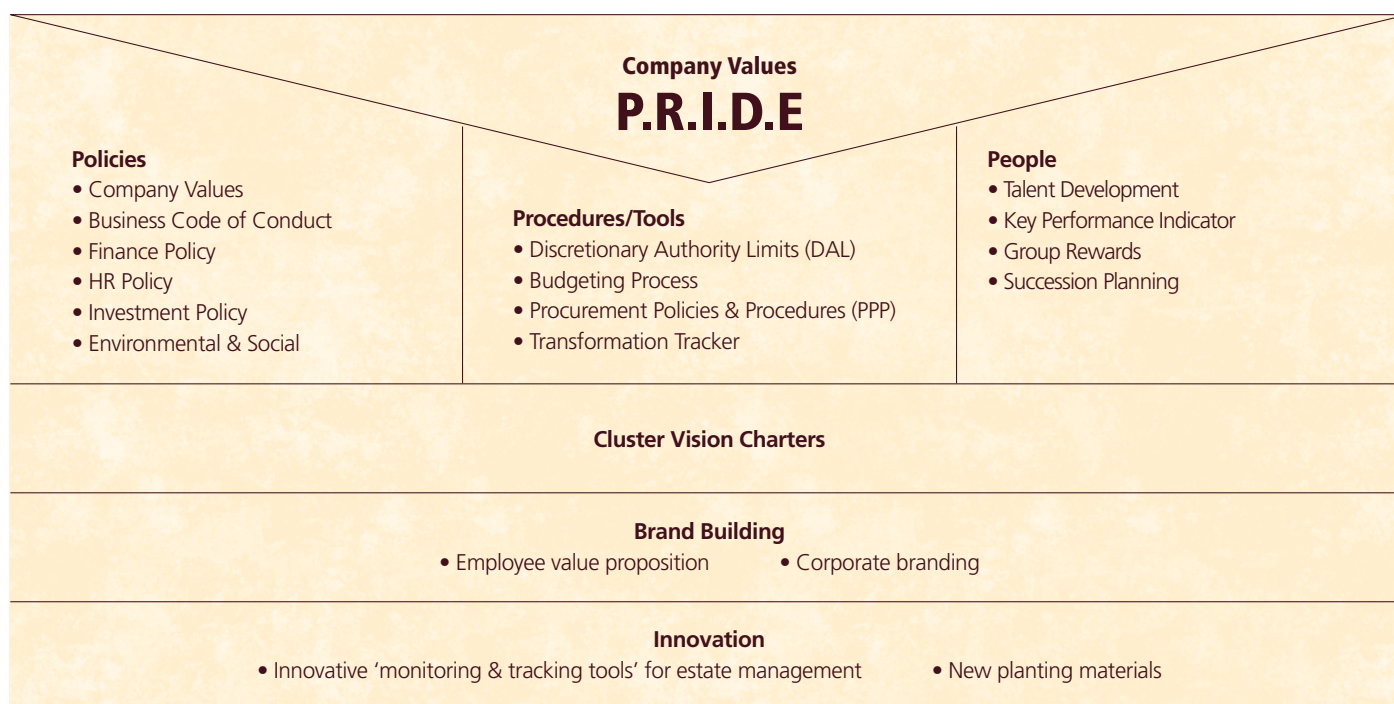 Company Values
P.R.I.D.E
Policies
• Company Values
• Business Code of Conduct
• Finance Policy
• HR Policy
• Investment Policy
• Environmental & Social
Procedures/Tools
• Discretionary Authority Limits (DAL)
• Budgeting Process
• Procurement Policies & Procedures (PPP)
• Transformation Tracker
People
• Talent Development
• Key Performance Indicator
• Group Rewards
• Succession Planning
Cluster Vision Charters
Brand Building
• Employee value proposition • Corporate branding
Innovation
• Innovative ‘monitoring & tracking tools’ for estate management • New planting materials